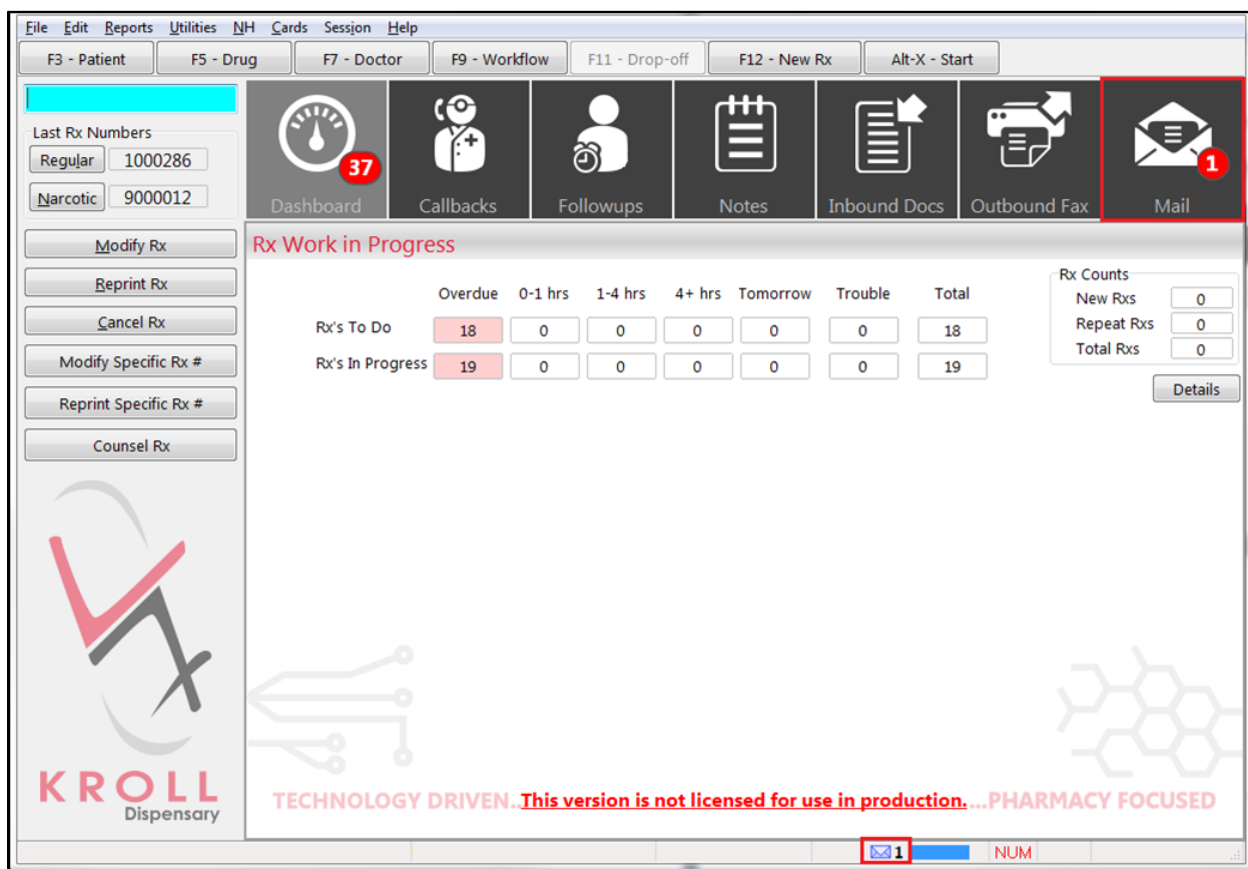 File Edit Reports Utilities NH Cards Session Help
F3 - Patient F5 - Drug F7 - Doctor F9 - Workflow F11 - Drop-off F12 - New Rx Alt-X - Start
Last Rx Numbers
Regular 1000286
Narcotic 9000012
Modify Rx
Reprint Rx
Cancel Rx
Modify Specific Rx #
Reprint Specific Rx #
Counsel Rx
KROLL
Dispensary
37
1
Dashboard Callbacks Followups Notes Inbound Docs Outbound Fax Mail
Rx Work in Progress
Overdue 0-1 hrs 1-4 hrs 4+ hrs Tomorrow Trouble Total
Rx's To Do 18 0 0 0 0 0 18
Rx's In Progress 19 0 0 0 0 0 19
Rx Counts
New Rxs 0
Repeat Rxs 0
Total Rxs 0
Details
TECHNOLOGY DRIVEN..This version is not licensed for use in production....PHARMACY FOCUSED
1 NUM